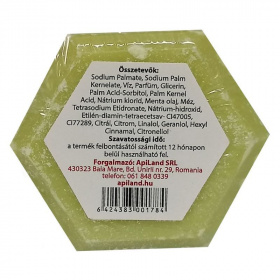 Összetevők:
Sodium Palmate, Sodium Palm
Kernelate, Víz, Parfüm, Glicerin,
Palm Acid-Sorbitol, Palm Kernel
Acid, Nátrium klorid, Menta olaj, Méz,
Tetrasodium Etidronate, Nátrium-hidroxid,
Etilén-diamin-tetraecetsav- CI47005,
CI77289, Citrál, Citrom, Linalol, Geraniol, Hexyl
Cinnamal, Citronellol
Szavatossági idő:
a termék felbontásától számított 12 hónapon
belül használható fel.
Forgalmazó: ApiLand SRL
430323 Baia Mare, Bd. Unirii nr. 29, Romania
telefon: 061 848 0339
apiland.hu
6 424383 001784